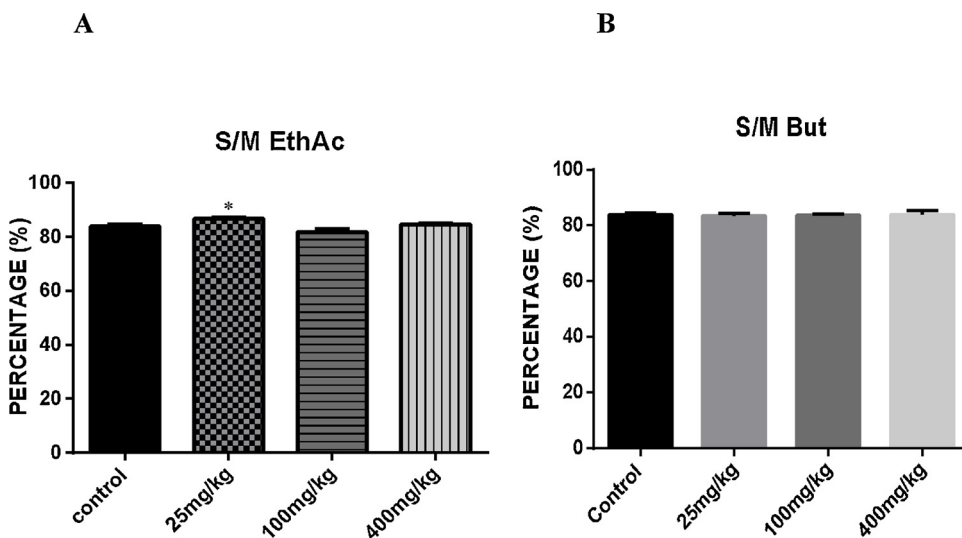 A
B
S/M EthAc
PERCENTAGE (%)
100
80
60
40
20
0
*
control
25mg/kg
100mg/kg
400mg/kg
S/M But
PERCENTAGE (%)
100
80
60
40
20
0
Control
25mg/kg
100mg/kg
400mg/kg